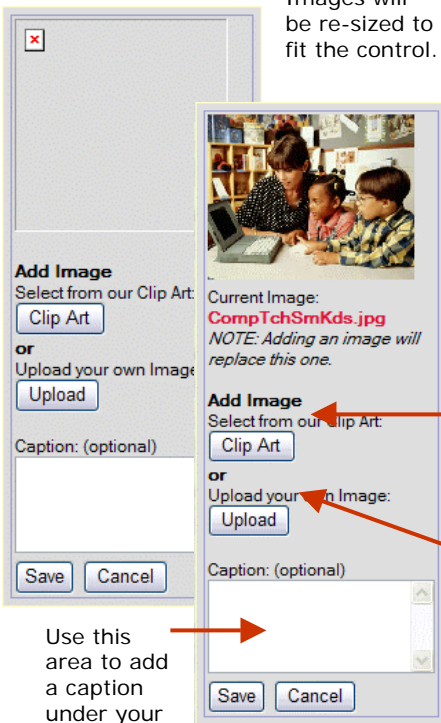 Images will
be re-sized to
fit the control.
Add Image
Select from our Clip Art:
Clip Art
or
Upload your own Image
Upload
Caption: (optional)
Save Cancel
Current Image:
CompTchSmKds.jpg
NOTE: Adding an image will
replace this one.
Add Image
Select from our Clip Art:
Clip Art
or
Upload your own Image:
Upload
Caption: (optional)
Save Cancel
Use this
area to add
a caption
under your